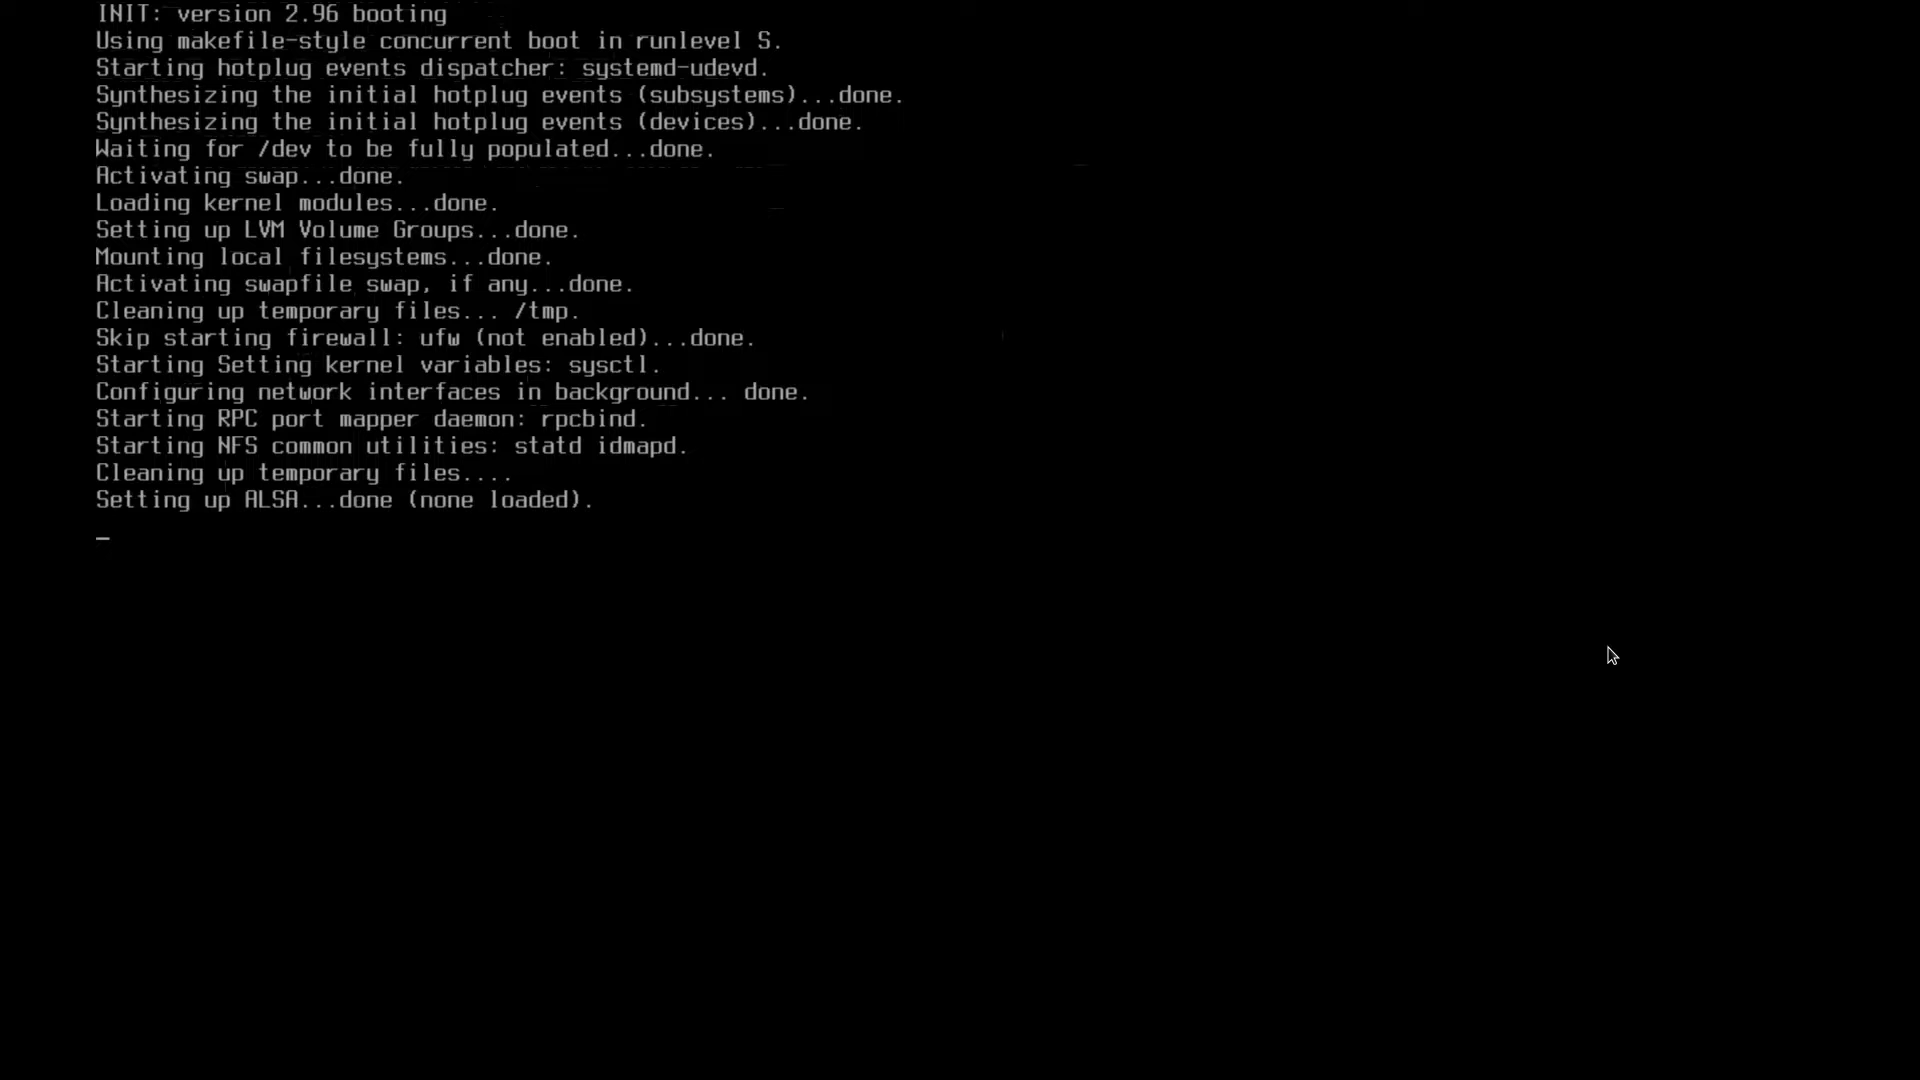 INIT: version 2.96 booting
Using makefile-style concurrent boot in runlevel S.
Starting hotplug events dispatcher: systemd-udevd.
Synthesizing the initial hotplug events (subsystems)...done.
Synthesizing the initial hotplug events (devices)...done.
Waiting for /dev to be fully populated...done.
Activating swap...done.
Loading kernel modules...done.
Setting up LVM Volume Groups...done.
Mounting local filesystems...done.
Activating swapfile swap, if any...done.
Cleaning up temporary files... /tmp.
Skip starting firewall: ufw (not enabled)...done.
Starting Setting kernel variables: sysctl.
Configuring network interfaces in background... done.
Starting RPC port mapper daemon: rpcbind.
Starting NFS common utilities: statd idmapd.
Cleaning up temporary files....
Setting up ALSA...done (none loaded).